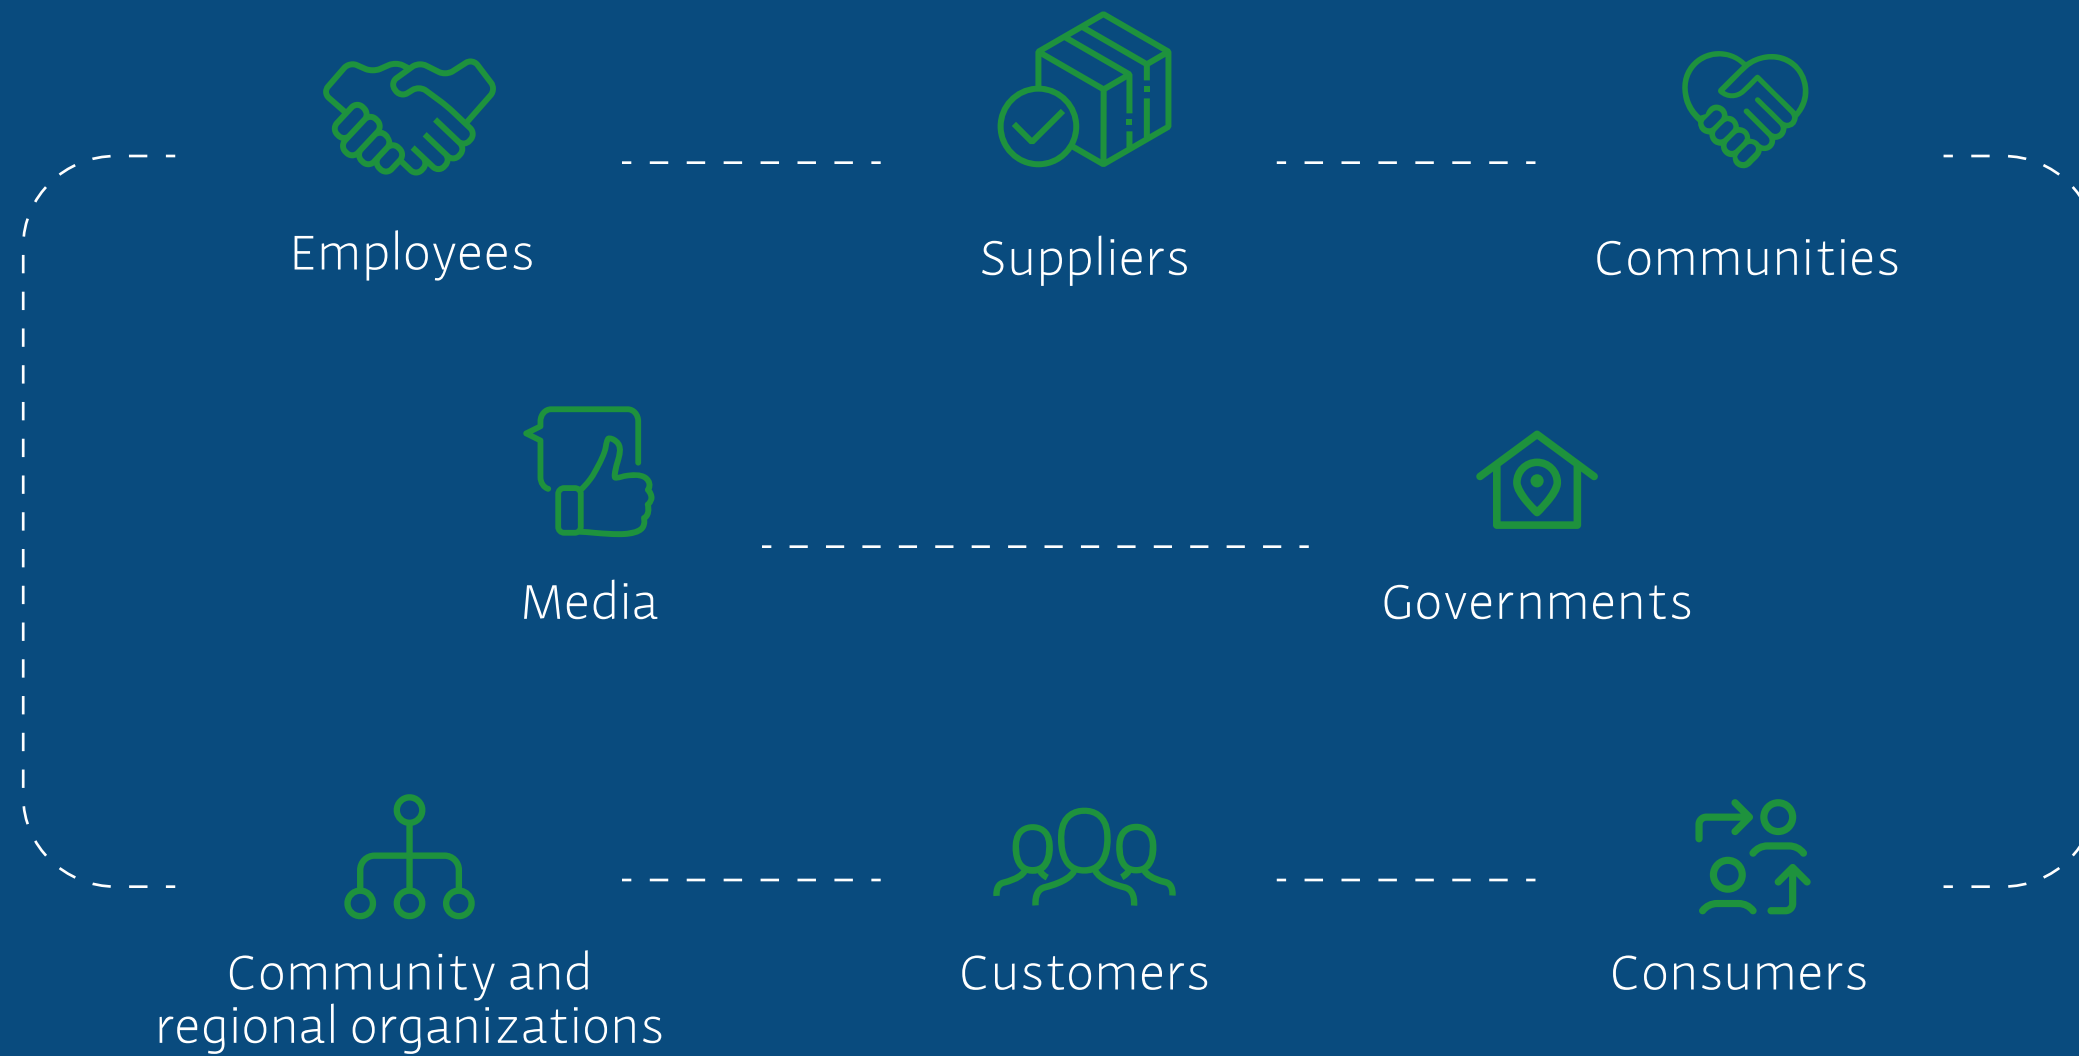 Employees
Suppliers
Communities
Media
Governments
Community and
regional organizations
Customers
Consumers